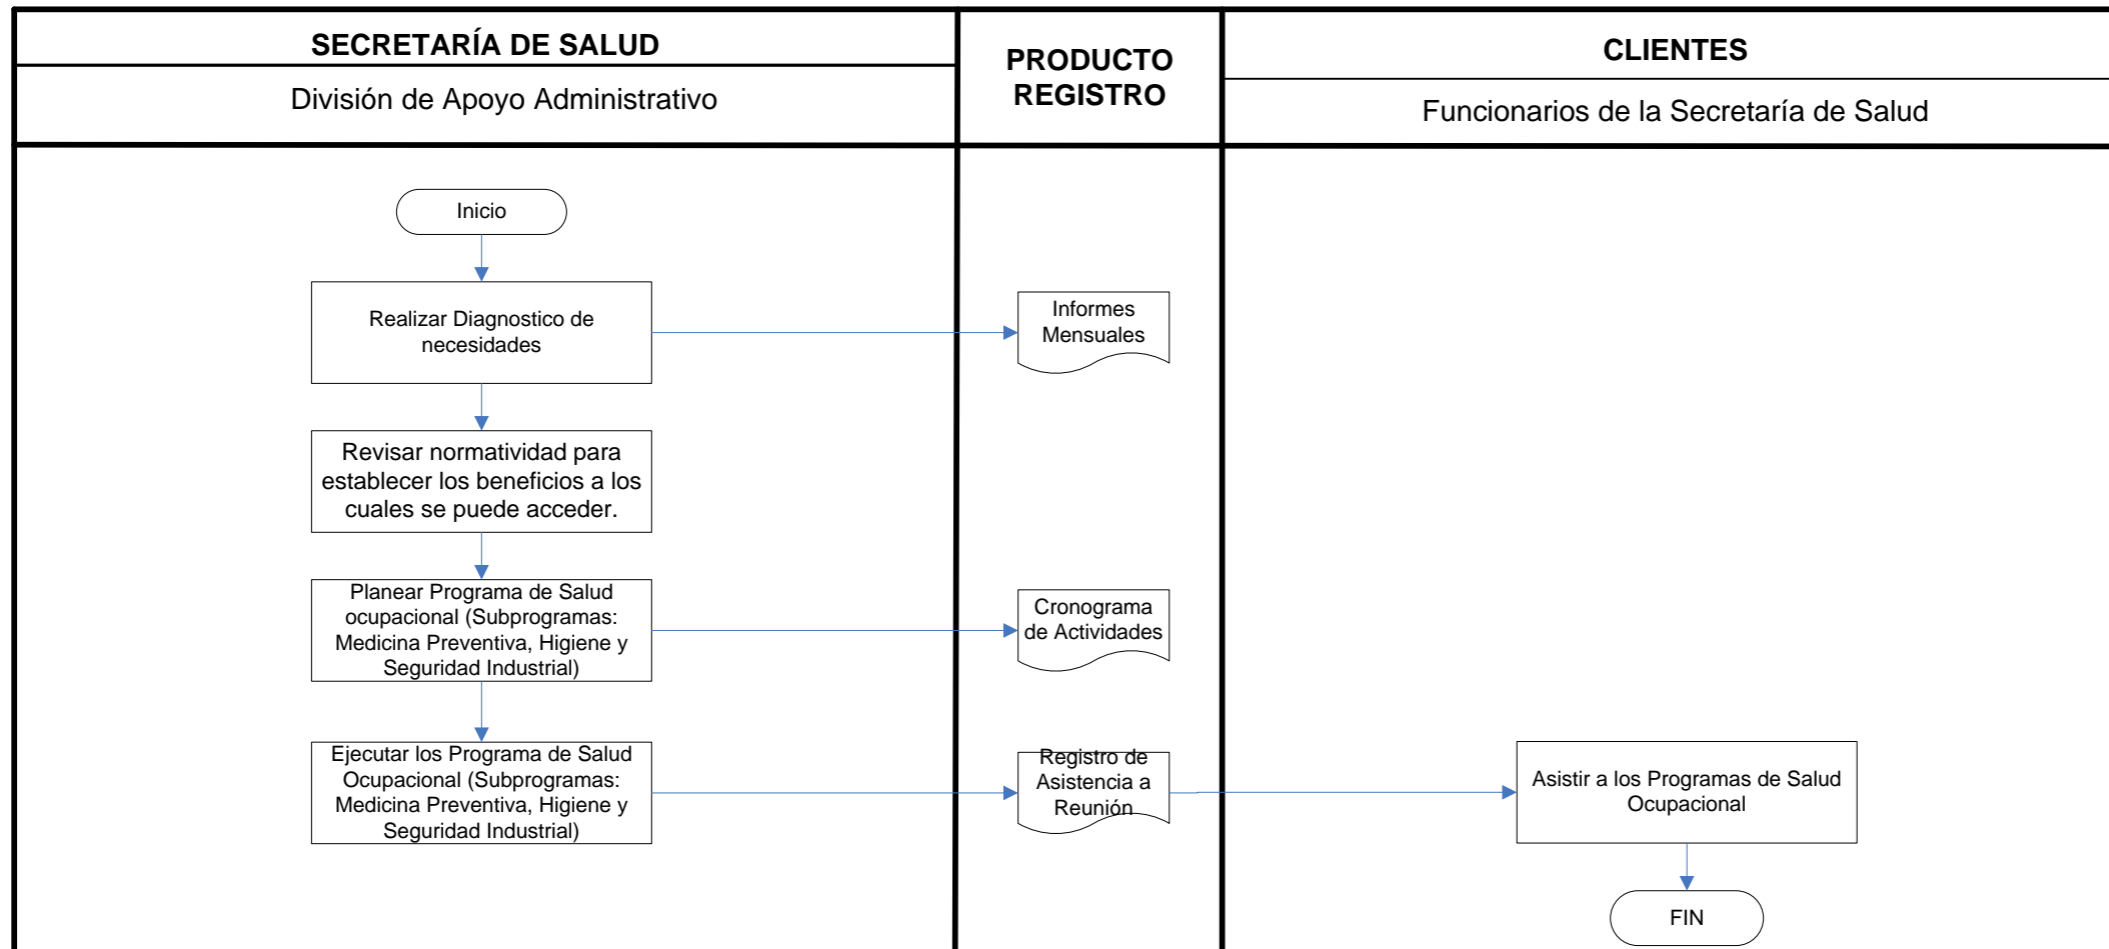 SECRETARÍA DE SALUD
División de Apoyo Administrativo
PRODUCTO
REGISTRO
CLIENTES
Funcionarios de la Secretaría de Salud
Inicio
Realizar Diagnostico de
necesidades
Informes
Mensuales
Revisar normatividad para
establecer los beneficios a los
cuales se puede acceder.
Planear Programa de Salud
ocupacional (Subprogramas:
Medicina Preventiva, Higiene y
Seguridad Industrial)
Cronograma
de Actividades
Ejecutar los Programa de Salud
Ocupacional (Subprogramas:
Medicina Preventiva, Higiene y
Seguridad Industrial)
Registro de
Asistencia a
Reunión
Asistir a los Programas de Salud
Ocupacional
FIN